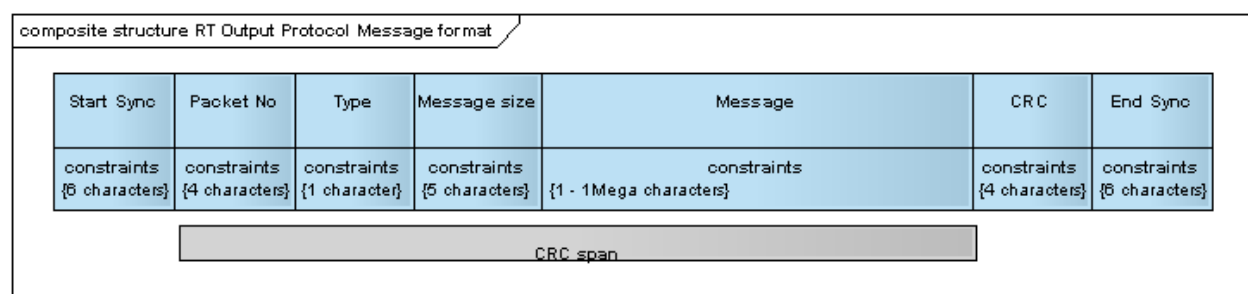 composite structure RT Output Protocol Message format
Start Sync Packet No Type Message size Message CRC End Sync
constraints constraints constraints constraints constraints constraints constraints
{6 characters} {4 characters} {1 character} {5 characters} {1 - 1Mega characters} {4 characters} {6 characters}
CRC span